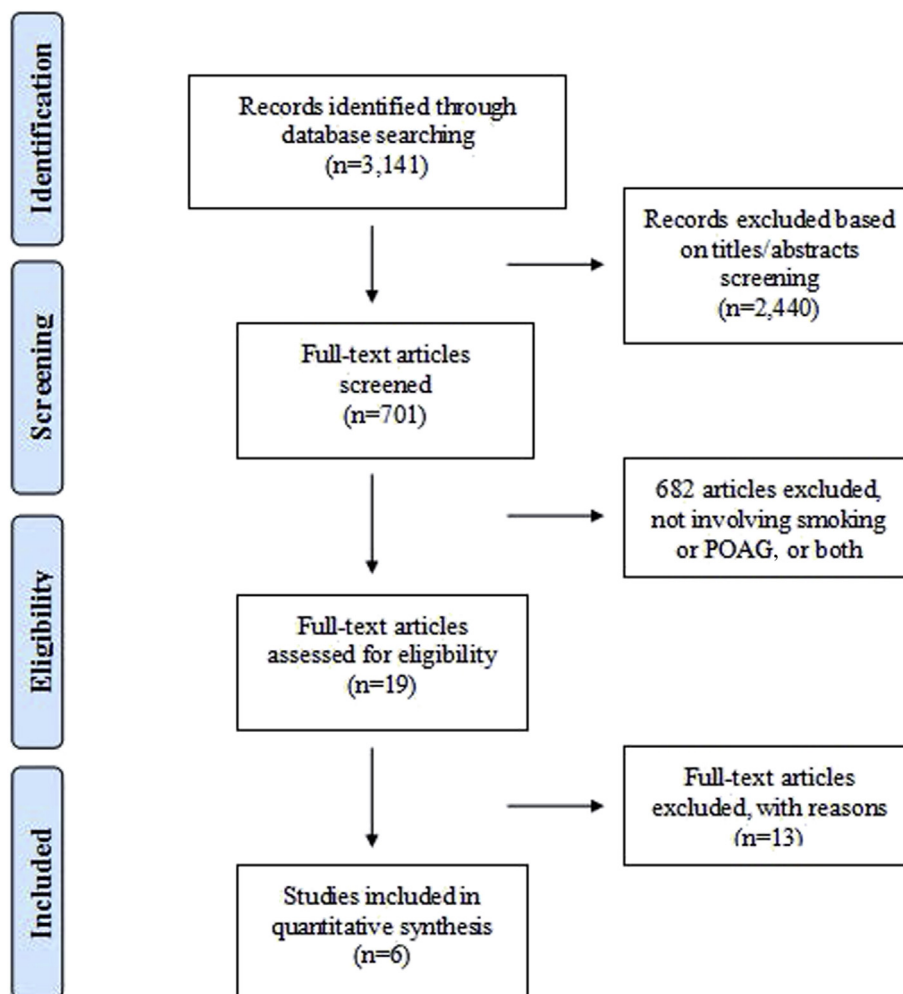 Identification
Records identified through
database searching
(n=3,141)
Records excluded based
on titles/abstracts
screening
(n=2,440)
Screening
Full-text articles
screened
(n=701)
682 articles excluded,
not involving smoking
or POAG, or both
Eligibility
Full-text articles
assessed for eligibility
(n=19)
Full-text articles
excluded, with reasons
(n=13)
Included
Studies included in
quantitative synthesis
(n=6)